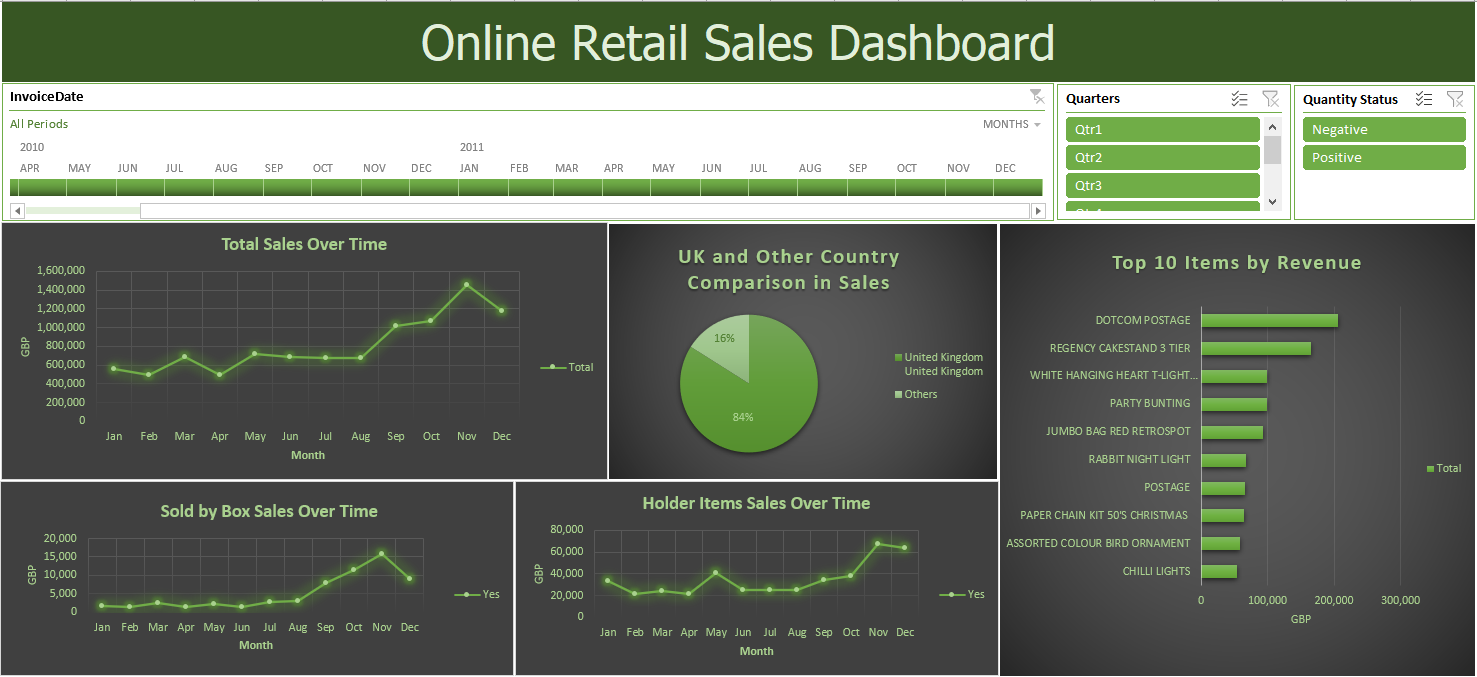 Online Retail Sales Dashboard
InvoiceDate
All Periods
MONTHS
2010
2011
APR MAY JUN JUL AUG SEP OCT NOV DEC JAN FEB MAR APR MAY JUN JUL AUG SEP OCT NOV DEC
Quarters
Qtr1
Qtr2
Qtr3
Quantity Status
Negative
Positive
Total Sales Over Time
1,600,000
1,400,000
1,200,000
1,000,000
800,000
600,000
400,000
200,000
0
GBP
Jan Feb Mar Apr May Jun Jul Aug Sep Oct Nov Dec
Month
Total
UK and Other Country
Comparison in Sales
16%
84%
United Kingdom
United Kingdom
Others
Top 10 Items by Revenue
DOTCOM POSTAGE
REGENCY CAKESTAND 3 TIER
WHITE HANGING HEART T-LIGHT...
PARTY BUNTING
JUMBO BAG RED RETROSPOT
RABBIT NIGHT LIGHT
POSTAGE
PAPER CHAIN KIT 50'S CHRISTMAS
ASSORTED COLOUR BIRD ORNAMENT
CHILLI LIGHTS
0 100,000 200,000 300,000
GBP
Total
Sold by Box Sales Over Time
20,000
15,000
10,000
5,000
0
GBP
Jan Feb Mar Apr May Jun Jul Aug Sep Oct Nov Dec
Month
Yes
Holder Items Sales Over Time
80,000
60,000
40,000
20,000
0
GBP
Jan Feb Mar Apr May Jun Jul Aug Sep Oct Nov Dec
Month
Yes